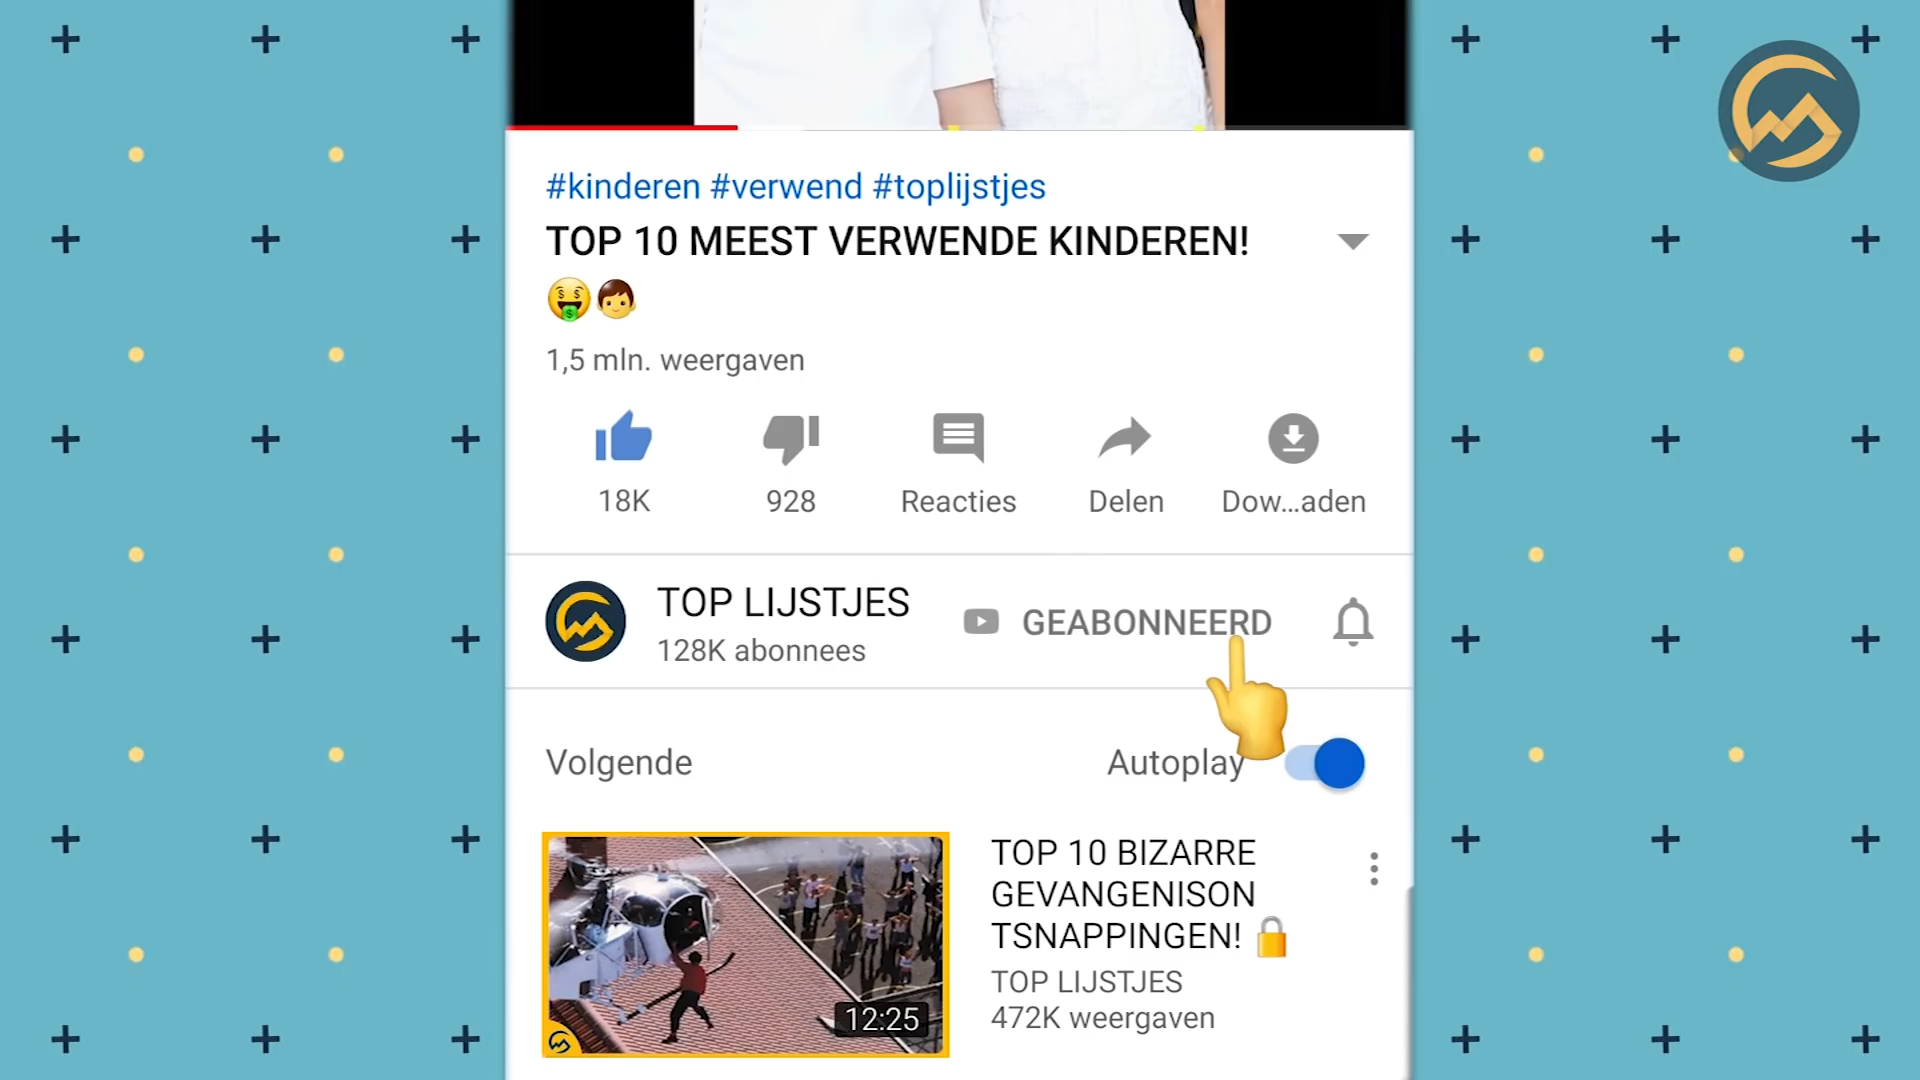 #kinderen #verwend #toplijstjes
TOP 10 MEEST VERWENDE KINDEREN!
🤑👦
1,5 mln. weergaven
18K
928
Reacties
Delen
Dow...aden
TOP LIJSTJES
128K abonnees
GEABONNEERD
Volgende
Autoplay
TOP 10 BIZARRE
GEVANGENISON
TSNAPPINGEN! 🔒
TOP LIJSTJES
472K weergaven
12:25